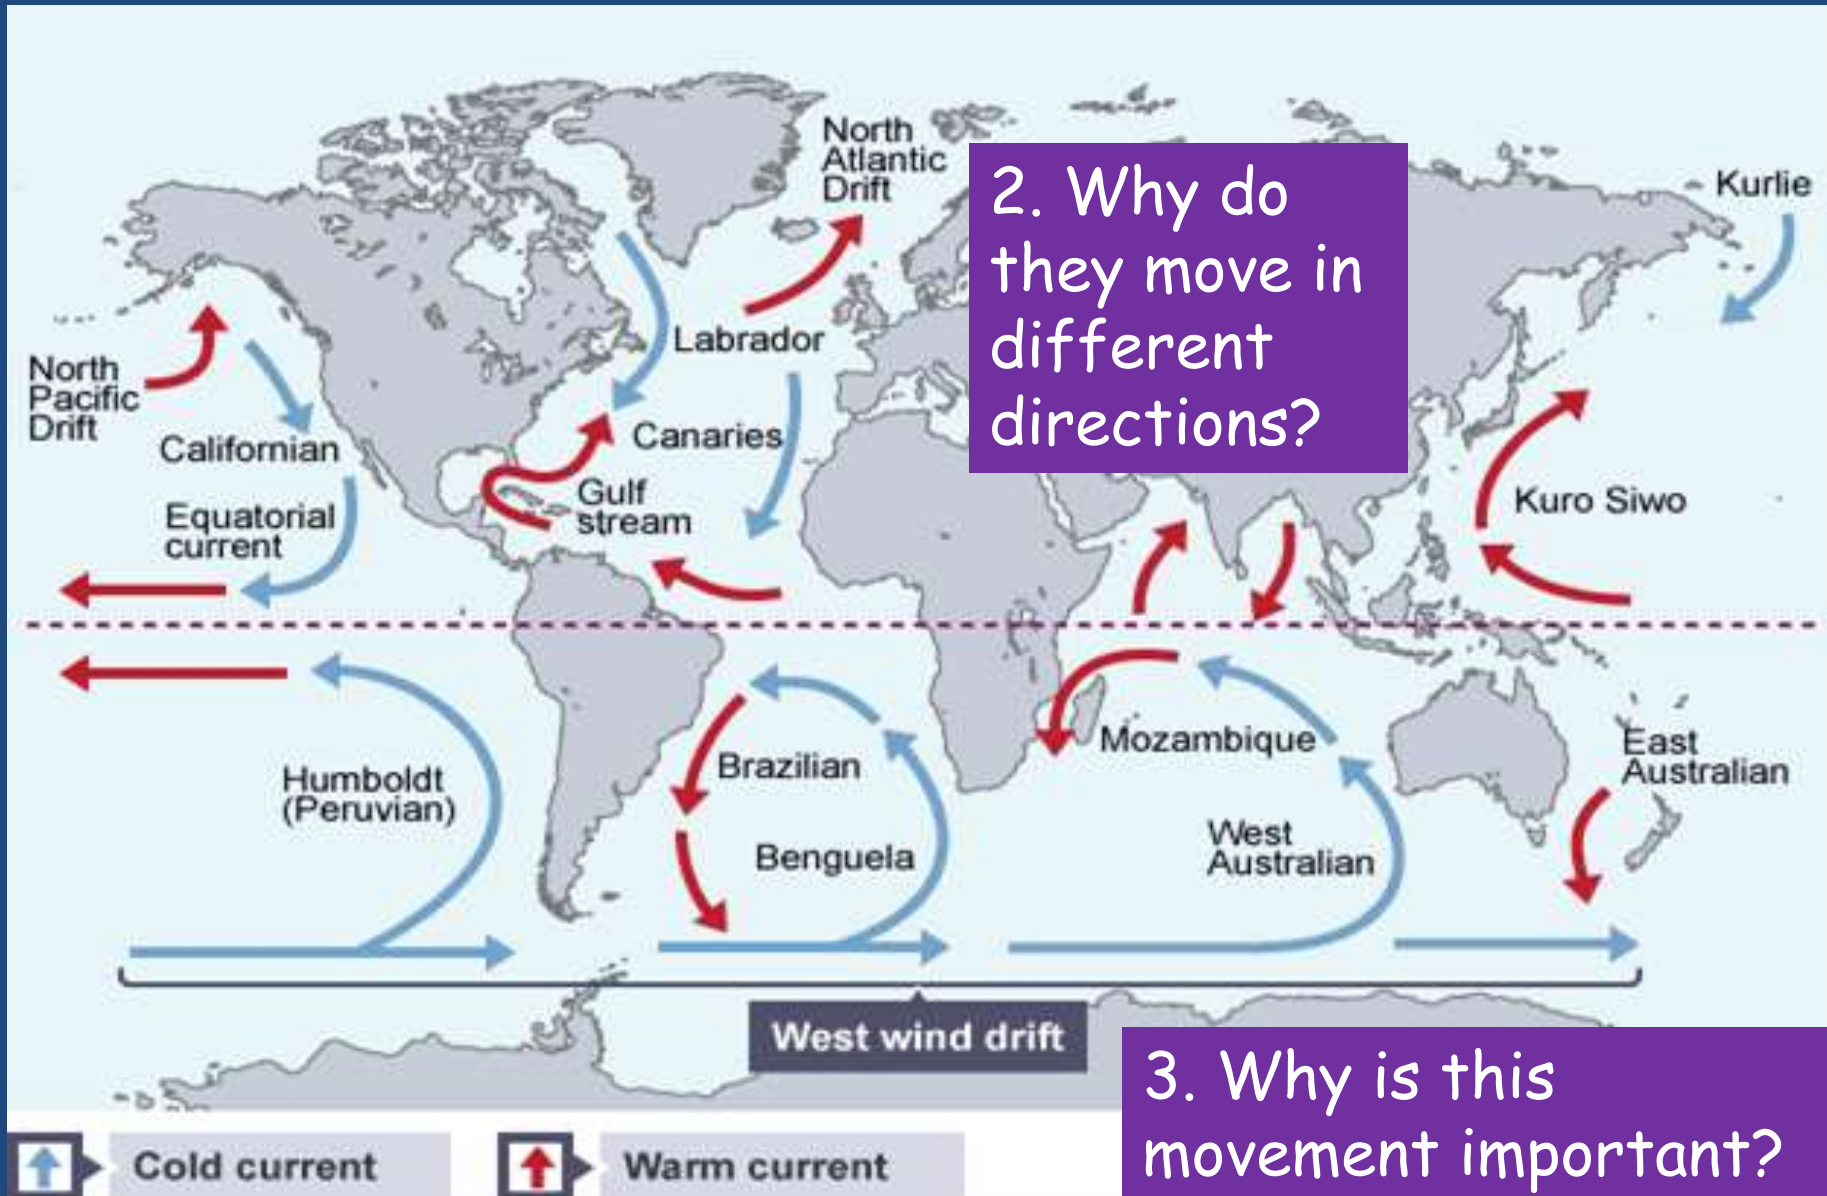 North
Atlantic
Drift
2. Why do
they move in
different
directions?
Kurlie
Labrador
North
Pacific
Drift
Californian
Canaries
Gulf
stream
Equatorial
current
Kuro Siwo
Humboldt
(Peruvian)
Brazilian
Benguela
Mozambique
West
Australian
East
Australian
West wind drift
3. Why is this
movement important?
Cold current
Warm current